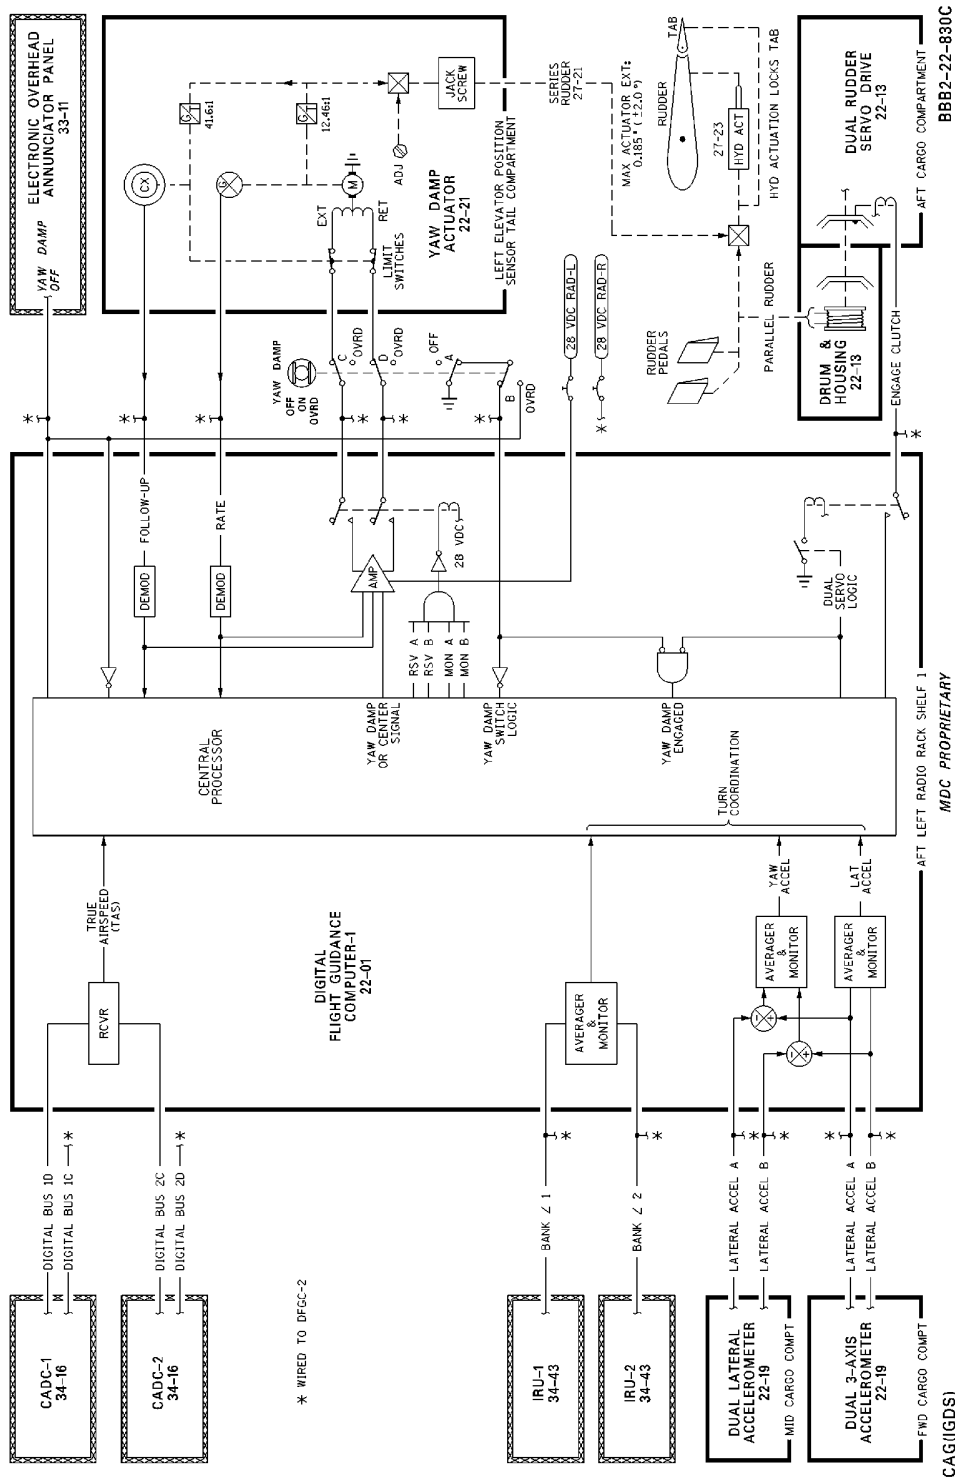 CADC-1
34-16
CADC-2
34-16
* WIRED TO DFGC-2
IRU-1
34-43
IRU-2
34-43
DUAL LATERAL
ACCELEROMETER
22-19
MID CARGO COMPT
DUAL 3-AXIS
ACCELEROMETER
22-19
FWD CARGO COMPT
CAG(IGDS)
DIGITAL BUS 1D
DIGITAL BUS 1C
*
DIGITAL BUS 2C
DIGITAL BUS 2D
*
BANK ∠ 1
*
BANK ∠ 2
*
LATERAL ACCEL A
*
LATERAL ACCEL B
*
LATERAL ACCEL A
*
LATERAL ACCEL B
*
RCVR
TRUE
AIRSPEED
(TAS)
DIGITAL
FLIGHT GUIDANCE
COMPUTER-1
22-01
AVERAGER
&
MONITOR
-
+
-
+
AVERAGER
&
MONITOR
AVERAGER
&
MONITOR
YAW
ACCEL
LAT
ACCEL
TURN
COORDINATION
CENTRAL
PROCESSOR
YAW DAMP
OR CENTER
SIGNAL
YAW DAMP
SWITCH
LOGIC
YAW DAMP
ENGAGED
AFT LEFT RADIO RACK SHELF 1
MDC PROPRIETARY
DEMOD
FOLLOW-UP
DEMOD
RATE
AMP
RSV A
RSV B
MON A
MON B
28 VDC
DUAL
SERVO
LOGIC
*
*
*
*
*
*
*
*
YAW DAMP
OFF
ON
OVRD
C
OVRD
D
OVRD
OFF
A
B
OVRD
28 VDC RAD-L
28 VDC RAD-R
ELECTRONIC OVERHEAD
ANNUNCIATOR PANEL
33-11
YAW DAMP
OFF
CX
G
41.6:1
G
12.46:1
G
M
EXT
RET
LIMIT
SWITCHES
ADJ
JACK
SCREW
YAW DAMP
ACTUATOR
22-21
LEFT ELEVATOR POSITION
SENSOR TAIL COMPARTMENT
SERIES
RUDDER
27-21
MAX ACTUATOR EXT:
0.185" (±2.0°)
RUDDER
TAB
27-23
HYD ACT
HYD ACTUATION LOCKS TAB
RUDDER
PEDALS
PARALLEL RUDDER
DRUM &
HOUSING
22-13
DUAL RUDDER
SERVO DRIVE
22-13
AFT CARGO COMPARTMENT
ENGAGE CLUTCH
BBB2-22-830C